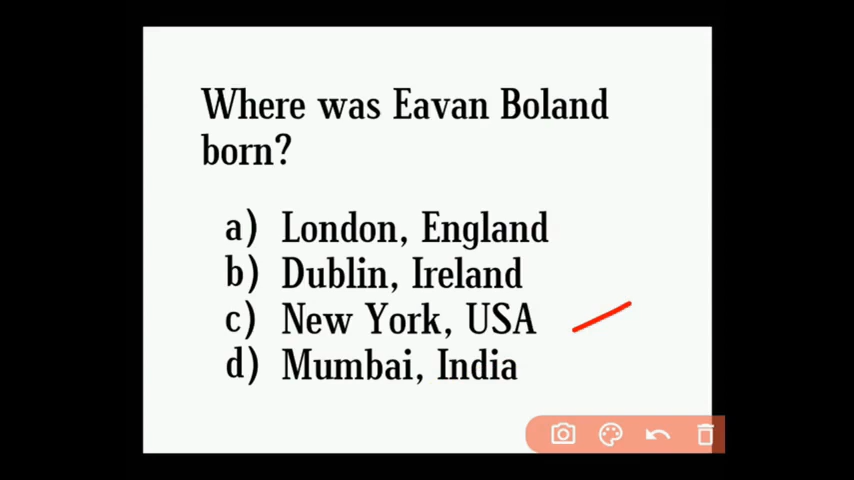 Where was Eavan Boland
born?
a) London, England
b) Dublin, Ireland
c) New York, USA
d) Mumbai, India